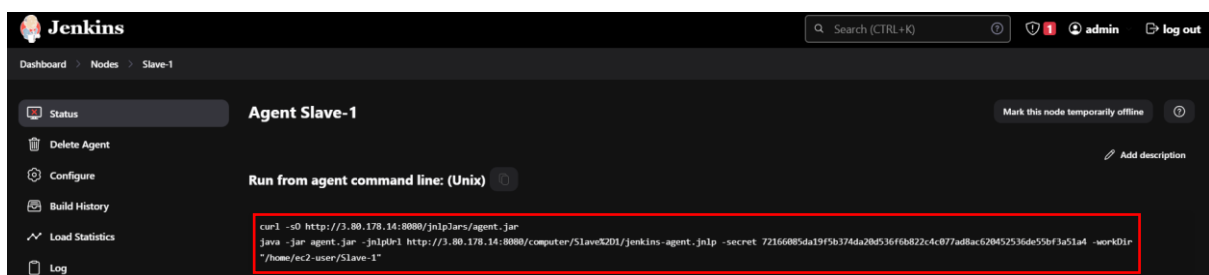 Jenkins
Search (CTRL+K)
1
admin
log out
Dashboard > Nodes > Slave-1
Status
Delete Agent
Configure
Build History
Load Statistics
Log
Agent Slave-1
Mark this node temporarily offline
Add description
Run from agent command line: (Unix)
curl -sO http://3.80.178.14:8080/jnlpJars/agent.jar
java -jar agent.jar -jnlpUrl http://3.80.178.14:8080/computer/Slave%2D1/jenkins-agent.jnlp -secret 72166085da19f5b374da20d536f6b822c4c077ad8ac620452536de55bf3a51a4 -workDir
"/home/ec2-user/Slave-1"